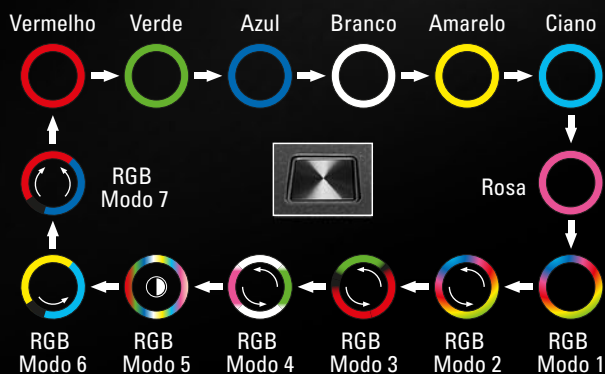 Vermelho
Verde
Azul
Branco
Amarelo
Ciano
RGB
Modo 7
Rosa
RGB
Modo 6
RGB
Modo 5
RGB
Modo 4
RGB
Modo 3
RGB
Modo 2
RGB
Modo 1